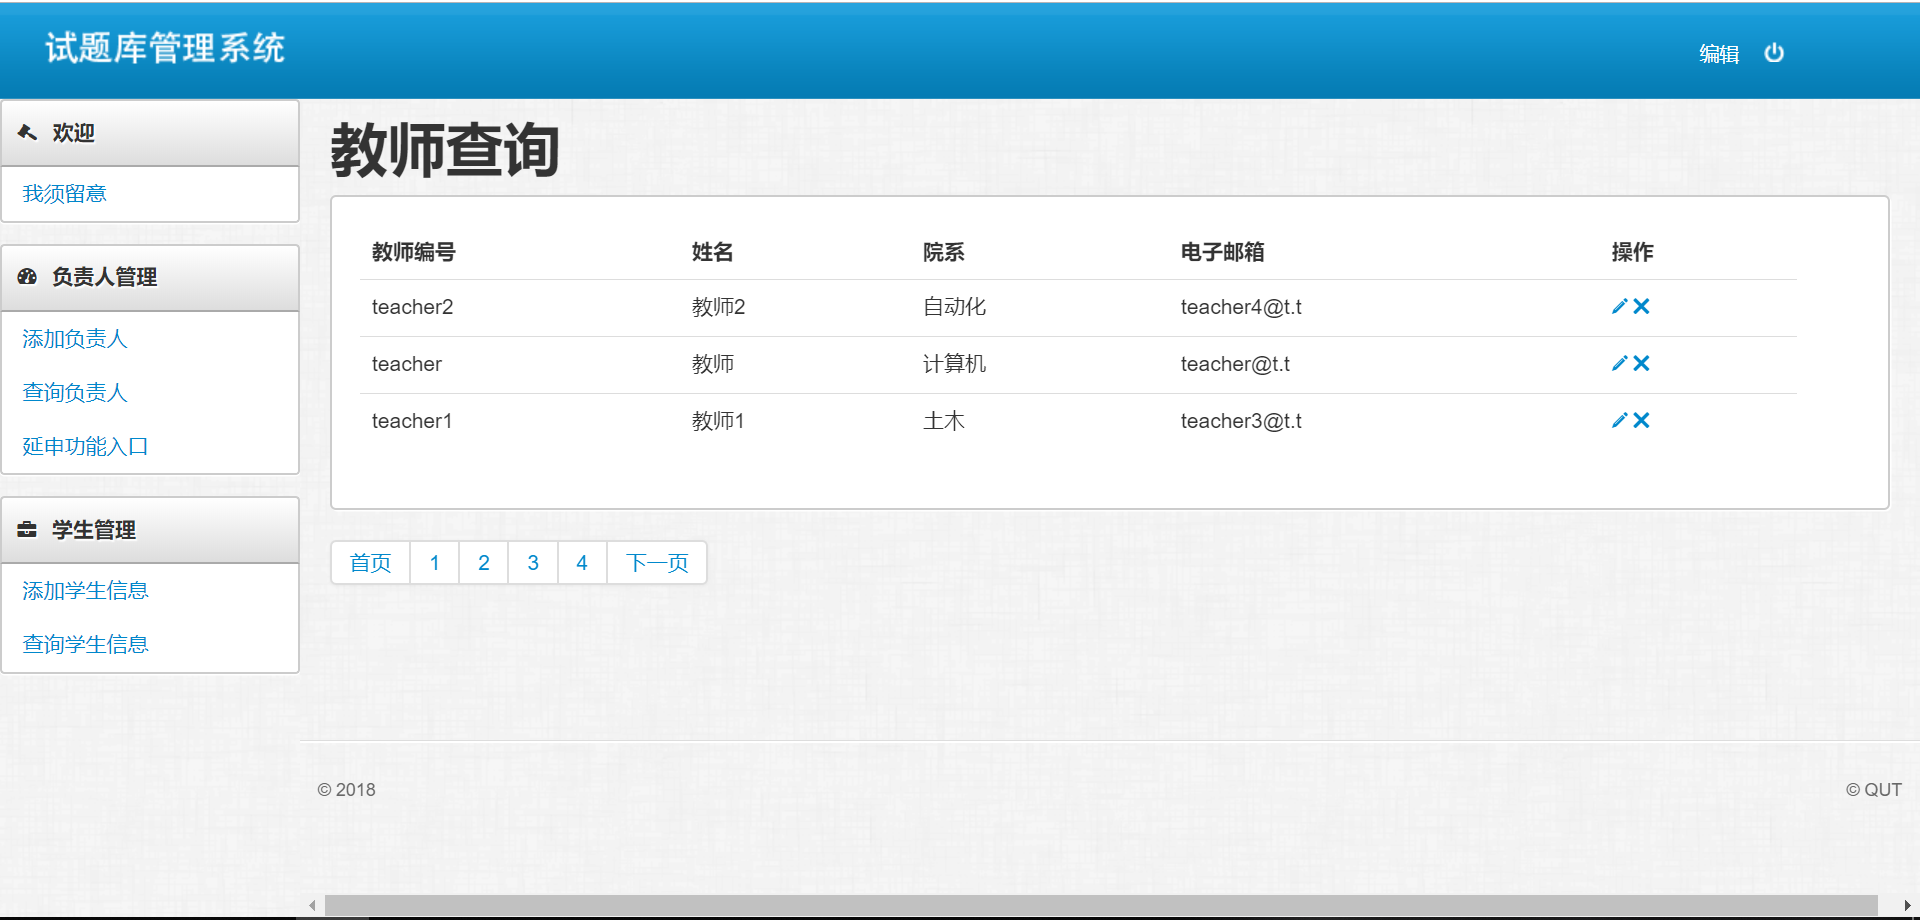 试题库管理系统
编辑
欢迎
我须留意
负责人管理
添加负责人
查询负责人
延申功能入口
学生管理
添加学生信息
查询学生信息
教师查询
教师编号 姓名 院系 电子邮箱 操作
teacher2 教师2 自动化 teacher4@t.t
teacher 教师 计算机 teacher@t.t
teacher1 教师1 土木 teacher3@t.t
首页 1 2 3 4 下一页
© 2018
© QUT